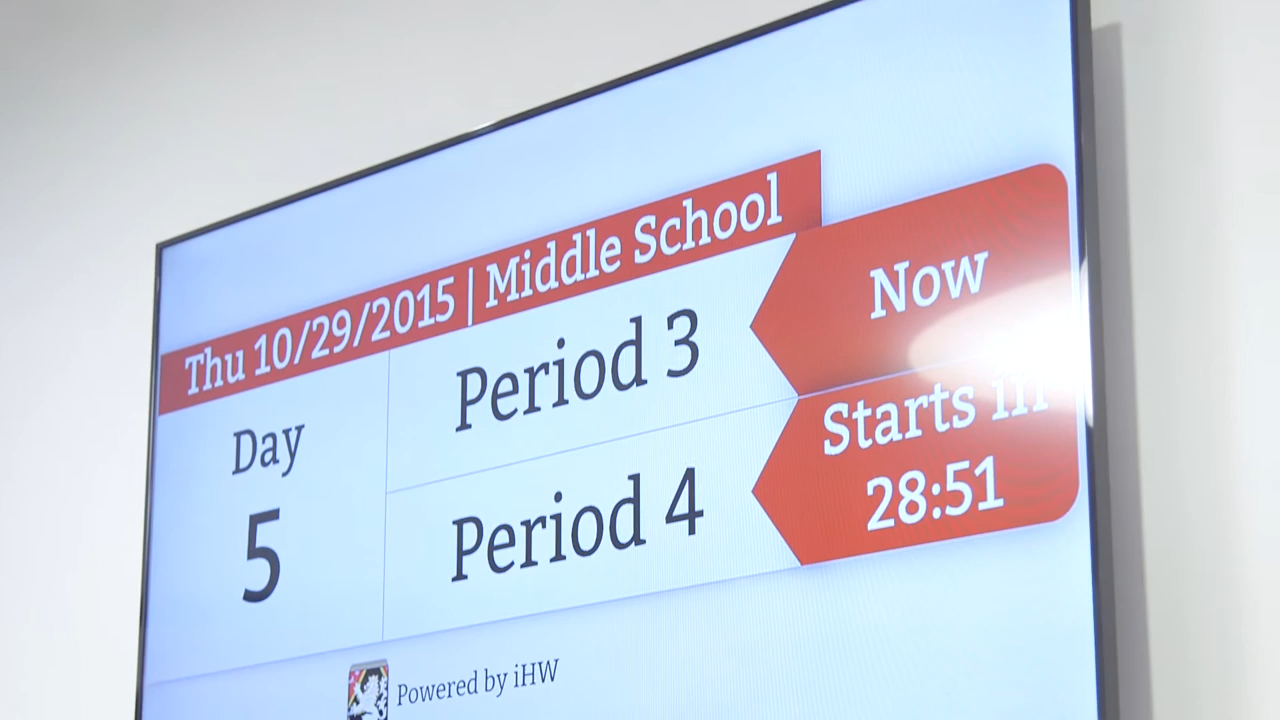 Thu 10/29/2015 | Middle School
Day
5
Period 3
Now
Period 4
Starts in
28:51
Powered by iHW